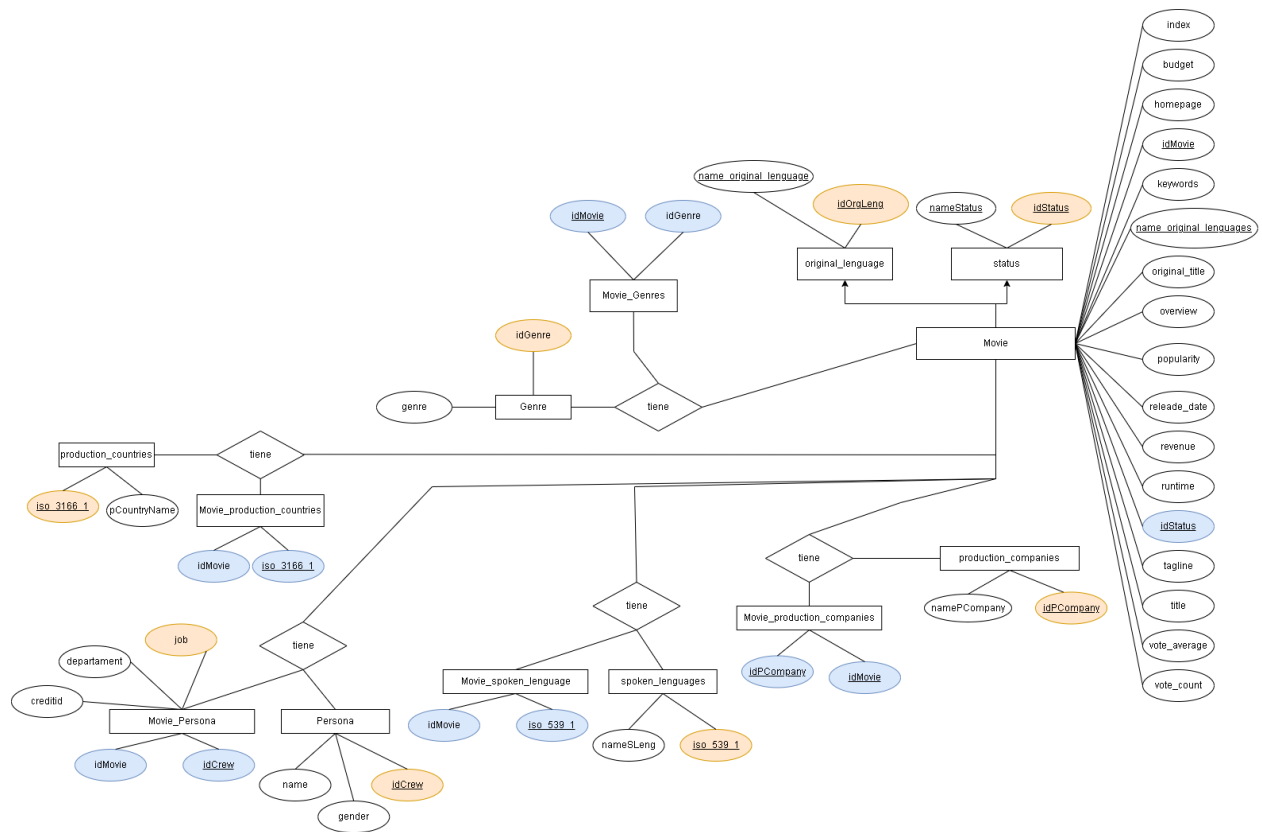 index
budget
homepage
idMovie
keywords
name_original_lenguages
original_title
overview
popularity
releade_date
revenue
runtime
idStatus
tagline
title
vote_average
vote_count
name_original_lenguage
idOrgLeng
nameStatus
idStatus
original_lenguage
status
Movie
idMovie
idGenre
Movie_Genres
idGenre
genre
Genre
tiene
production_countries
tiene
iso_3166_1
pCountryName
Movie_production_countries
idMovie
iso_3166_1
tiene
production_companies
namePCompany
idPCompany
Movie_production_companies
idPCompany
idMovie
tiene
Movie_spoken_language
spoken_lenguages
idMovie
iso_539_1
nameSLeng
iso_539_1
tiene
job
departament
creditid
Movie_Persona
Persona
idMovie
idCrew
name
gender
idCrew